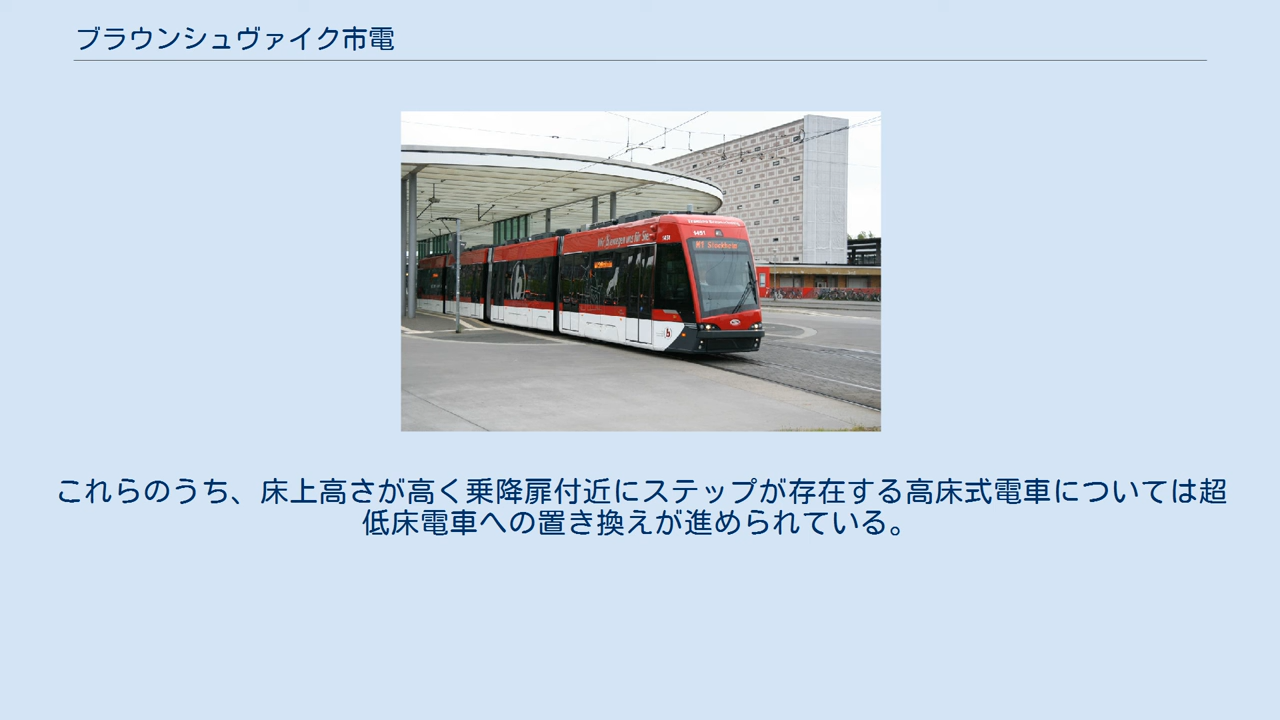 ブラウンシュヴァイク市電
M1 Stockheim
これらのうち、床上高さが高く乗降扉付近にステップが存在する高床式電車については超
低床電車への置き換えが進められている。